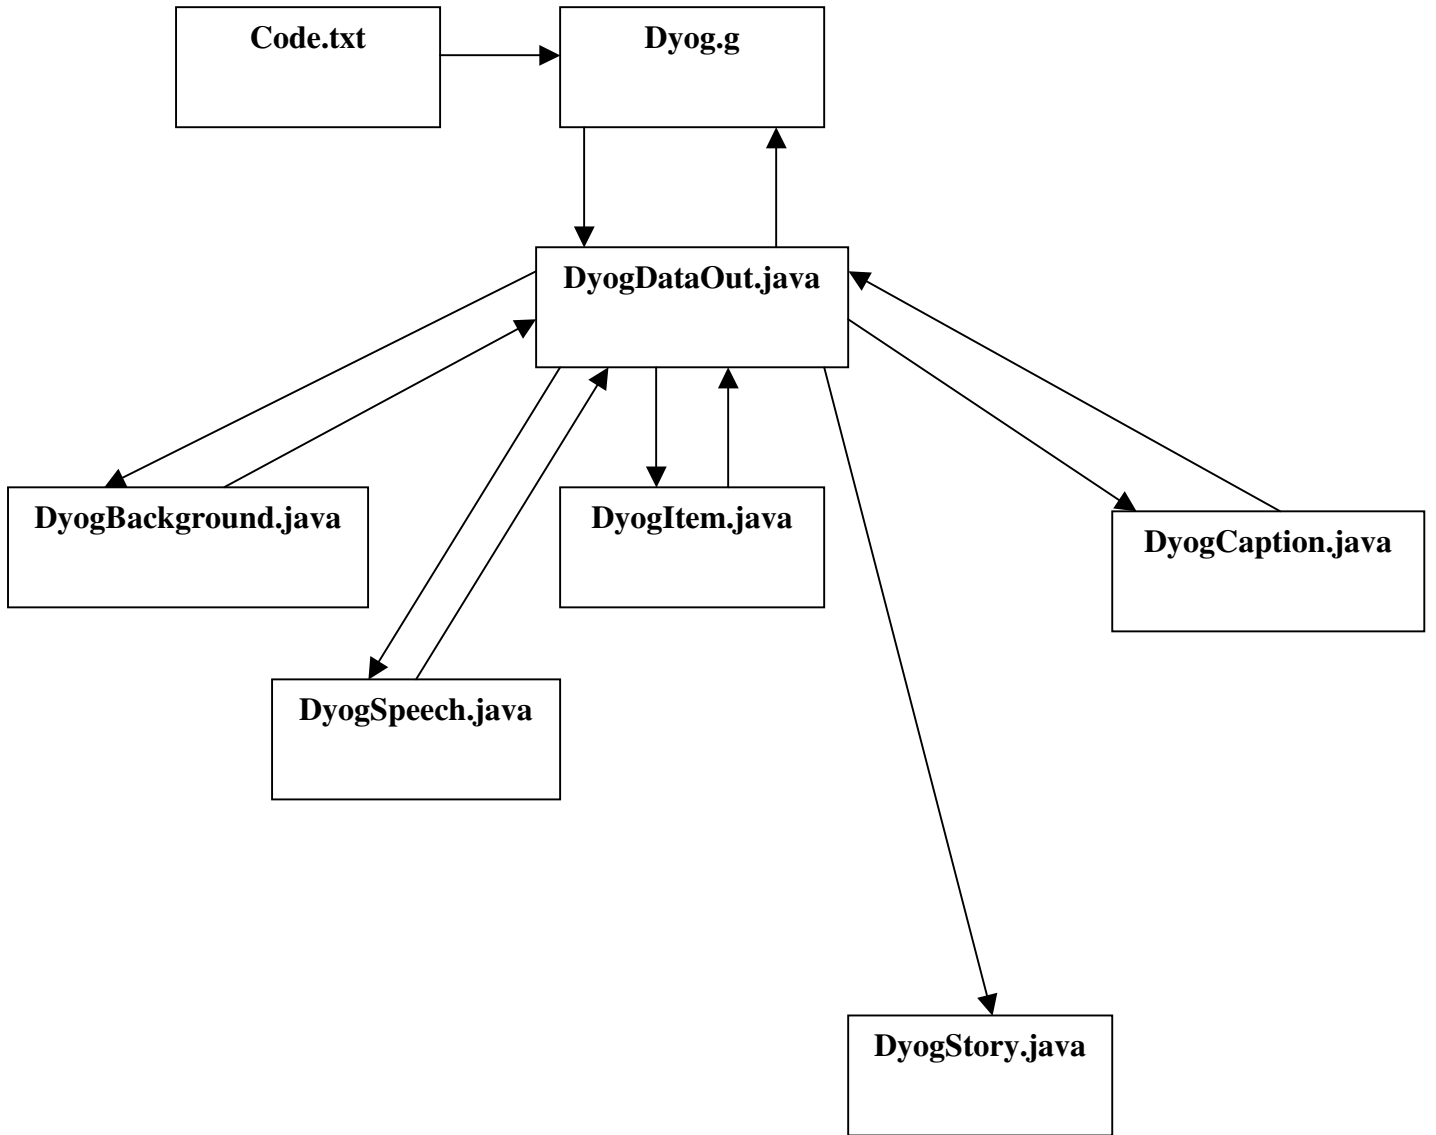 Code.txt
Dyog.g
DyogDataOut.java
DyogBackground.java
DyogItem.java
DyogCaption.java
DyogSpeech.java
DyogStory.java